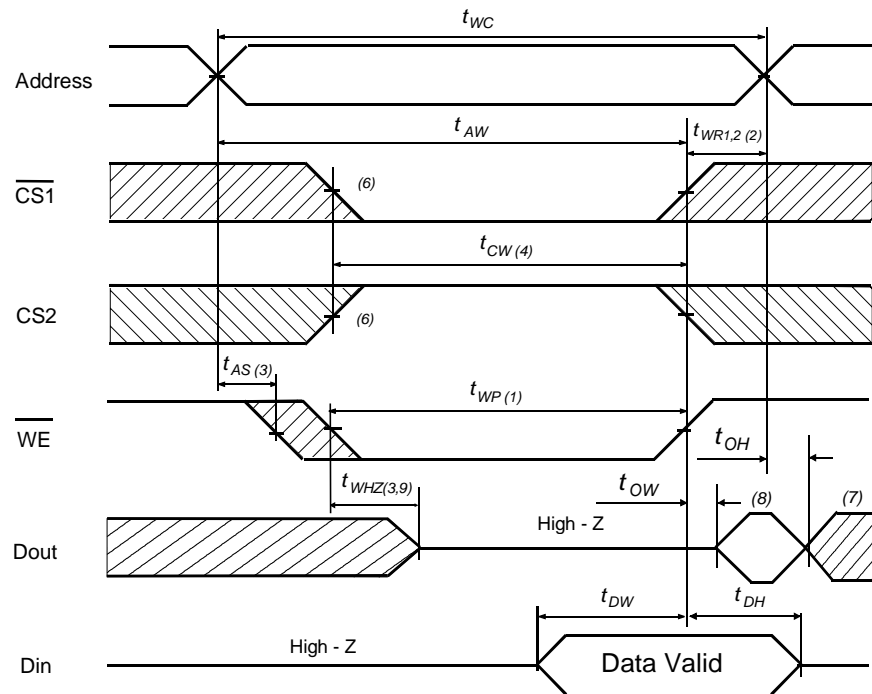 tWC
Address
tAW
tWR1,2 (2)
CS1
(6)
tCW (4)
CS2
(6)
tAS (3)
tWP (1)
WE
tOH
tWHZ(3,9)
tOW
(8)
(7)
High - Z
Dout
tDW
tDH
High - Z
Data Valid
Din